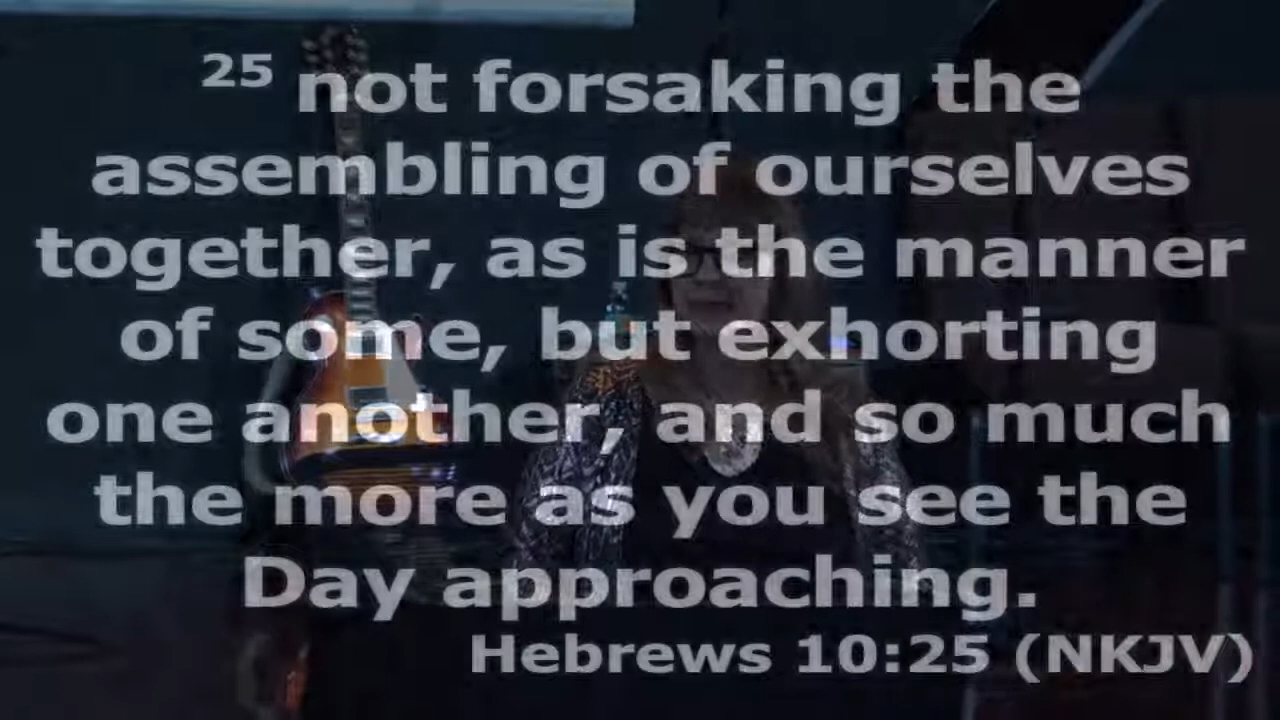 25 not forsaking the
assembling of ourselves
together, as is the manner
of some, but exhorting
one another, and so much
the more as you see the
Day approaching.
Hebrews 10:25 (NKJV)